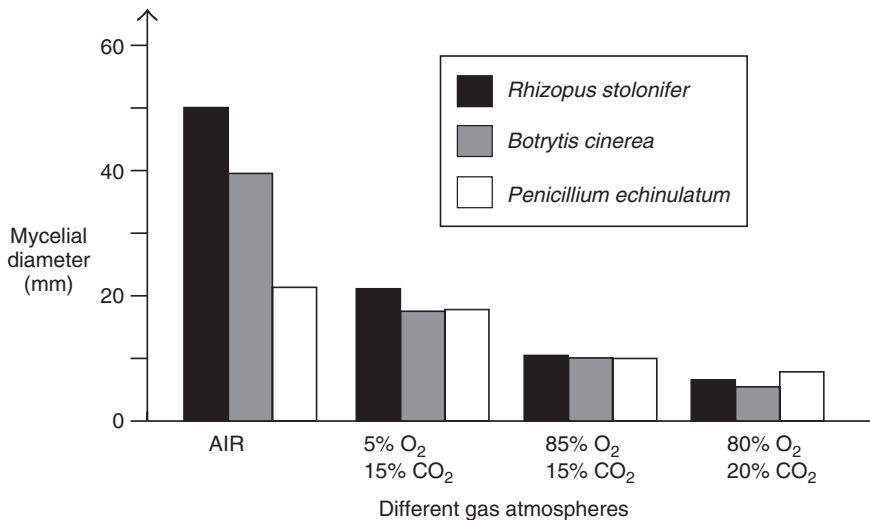 60
40
20
0
Mycelial
diameter
(mm)
Rhizopus stolonifer
Botrytis cinerea
Penicillium echinulatum
AIR
5% O₂
15% CO₂
85% O₂
15% CO₂
80% O₂
20% CO₂
Different gas atmospheres